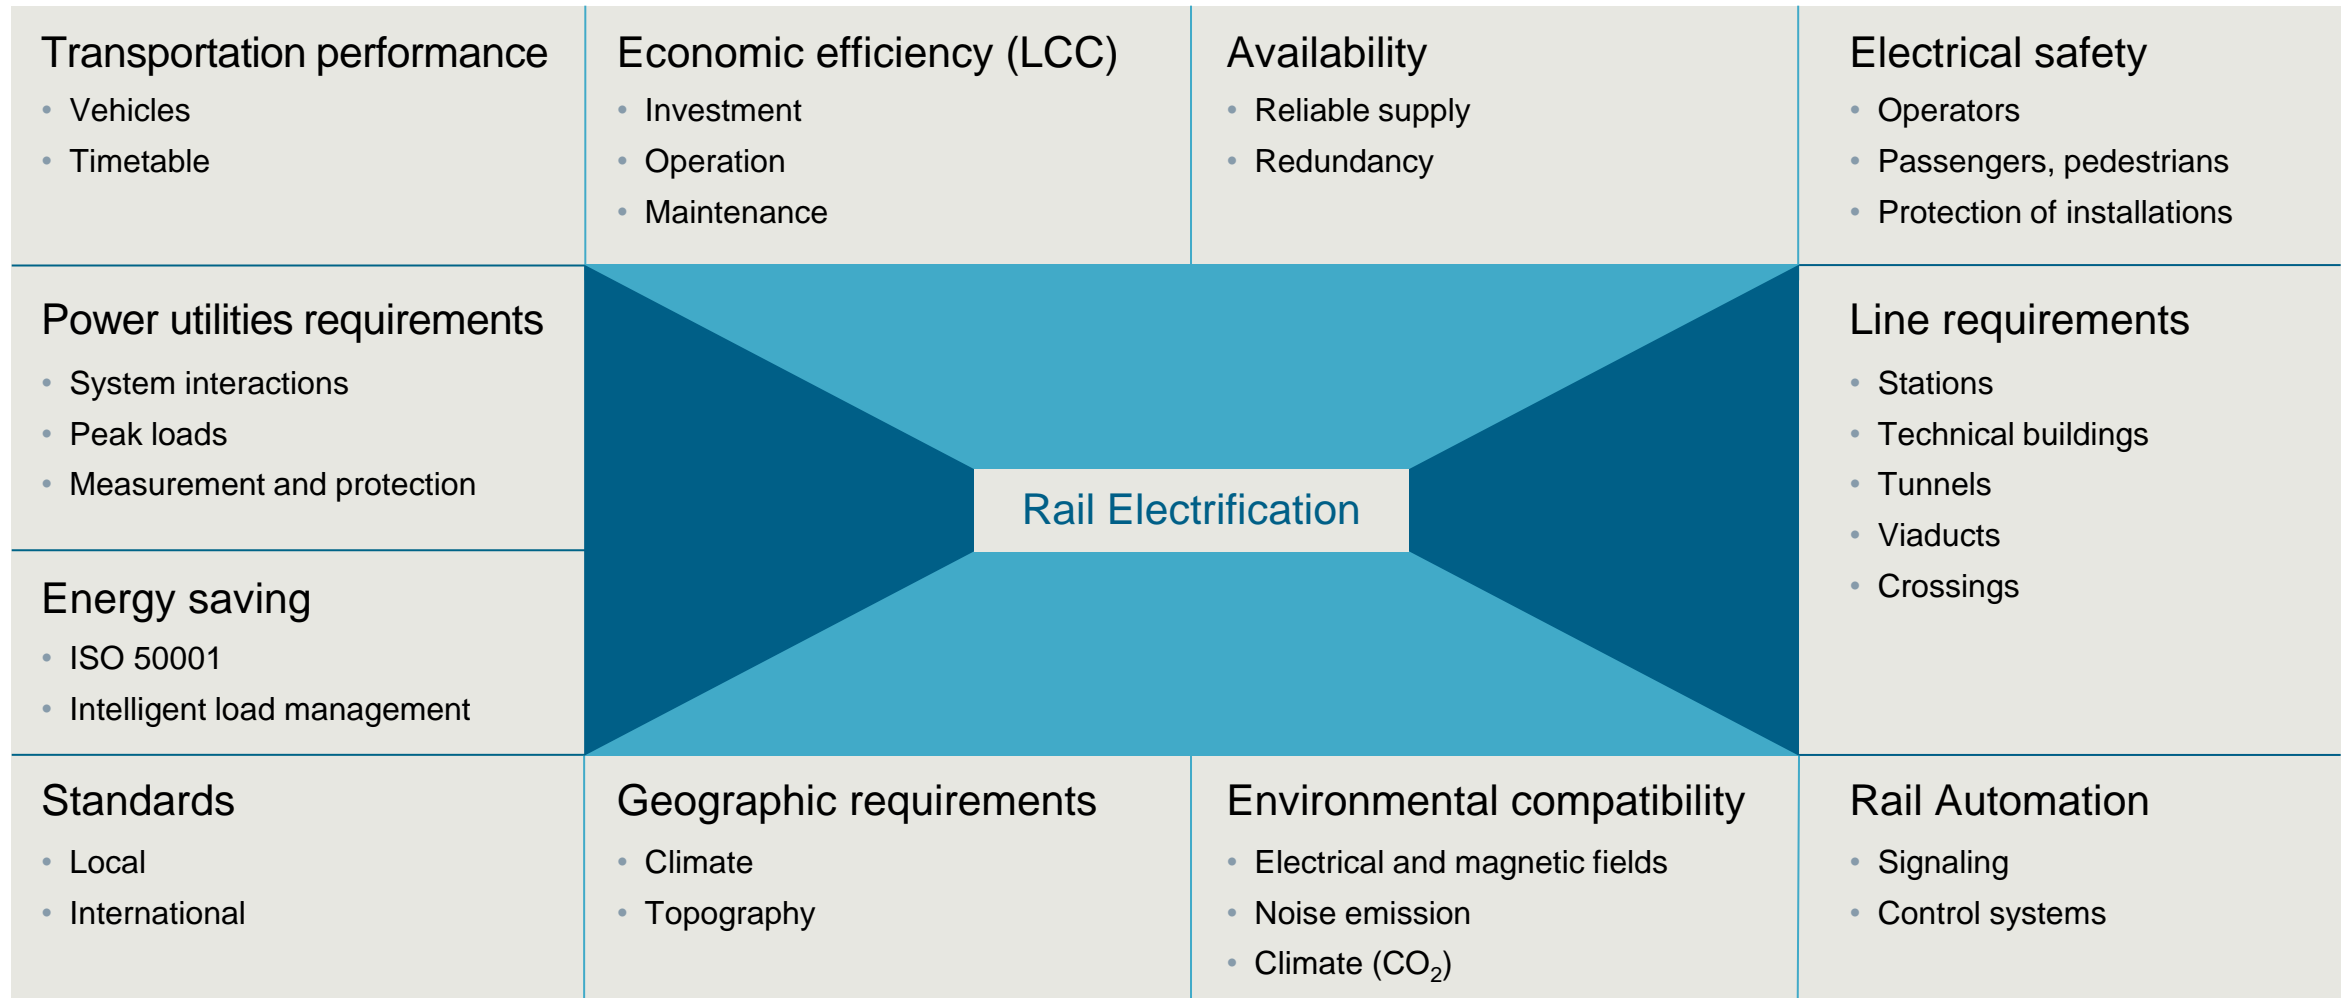 Transportation performance
• Vehicles
• Timetable
Economic efficiency (LCC)
• Investment
• Operation
• Maintenance
Availability
• Reliable supply
• Redundancy
Electrical safety
• Operators
• Passengers, pedestrians
• Protection of installations
Power utilities requirements
• System interactions
• Peak loads
• Measurement and protection
Energy saving
• ISO 50001
• Intelligent load management
Rail Electrification
Line requirements
• Stations
• Technical buildings
• Tunnels
• Viaducts
• Crossings
Standards
• Local
• International
Geographic requirements
• Climate
• Topography
Environmental compatibility
• Electrical and magnetic fields
• Noise emission
• Climate (CO₂)
Rail Automation
• Signaling
• Control systems